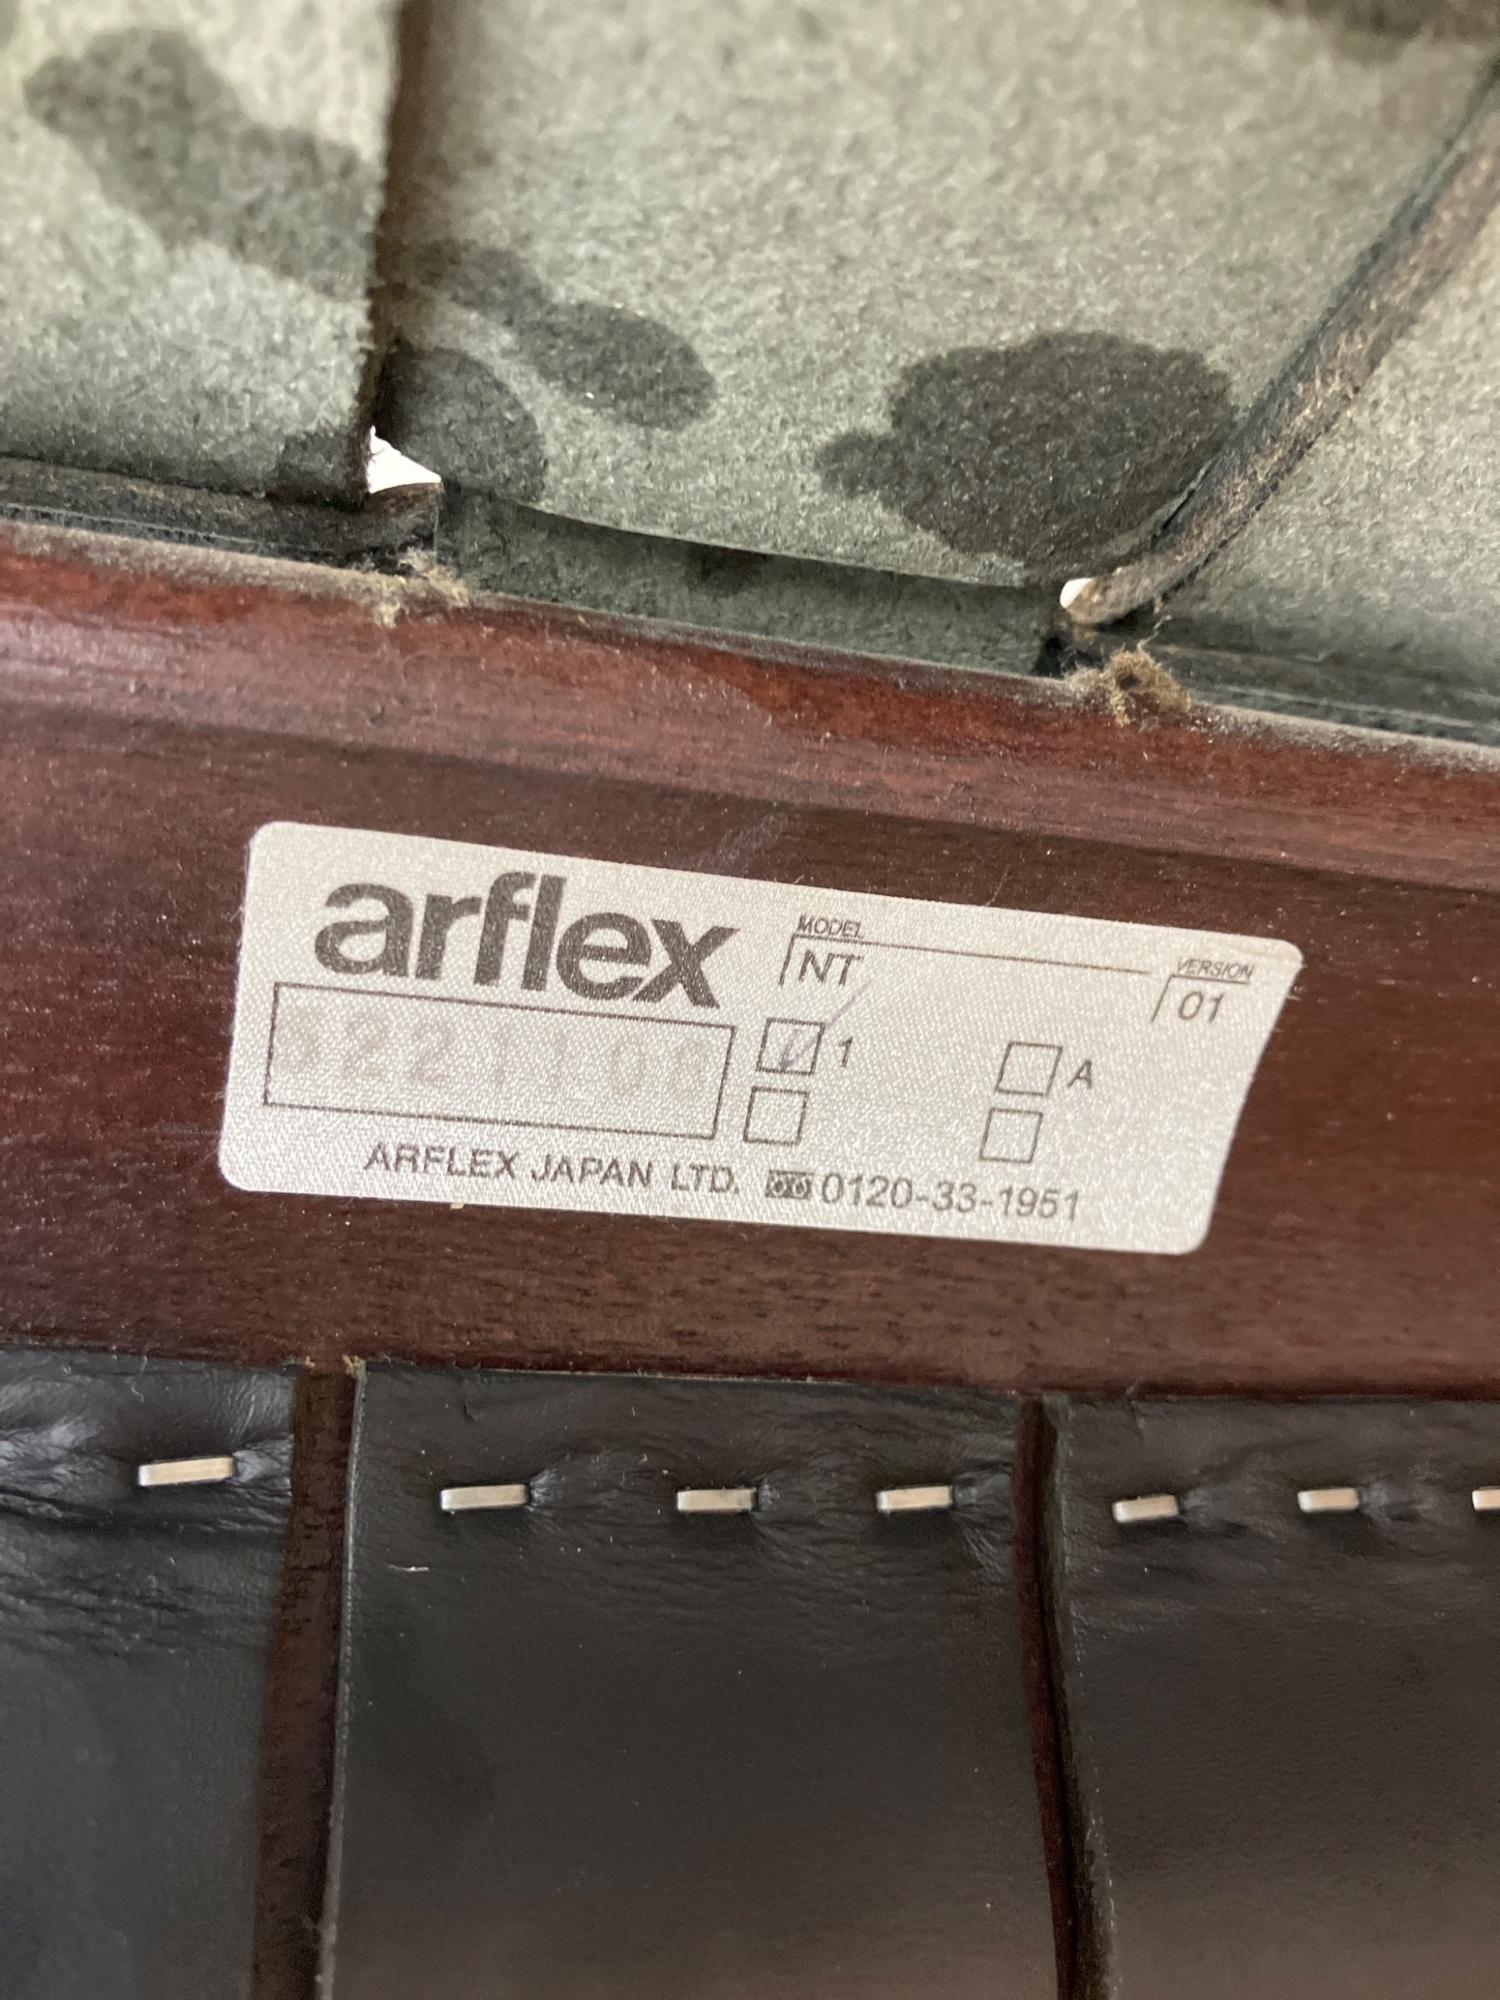 arflex
MODEL
NT
VERSION
01
1
A
ARFLEX JAPAN LTD. 0120-33-1951